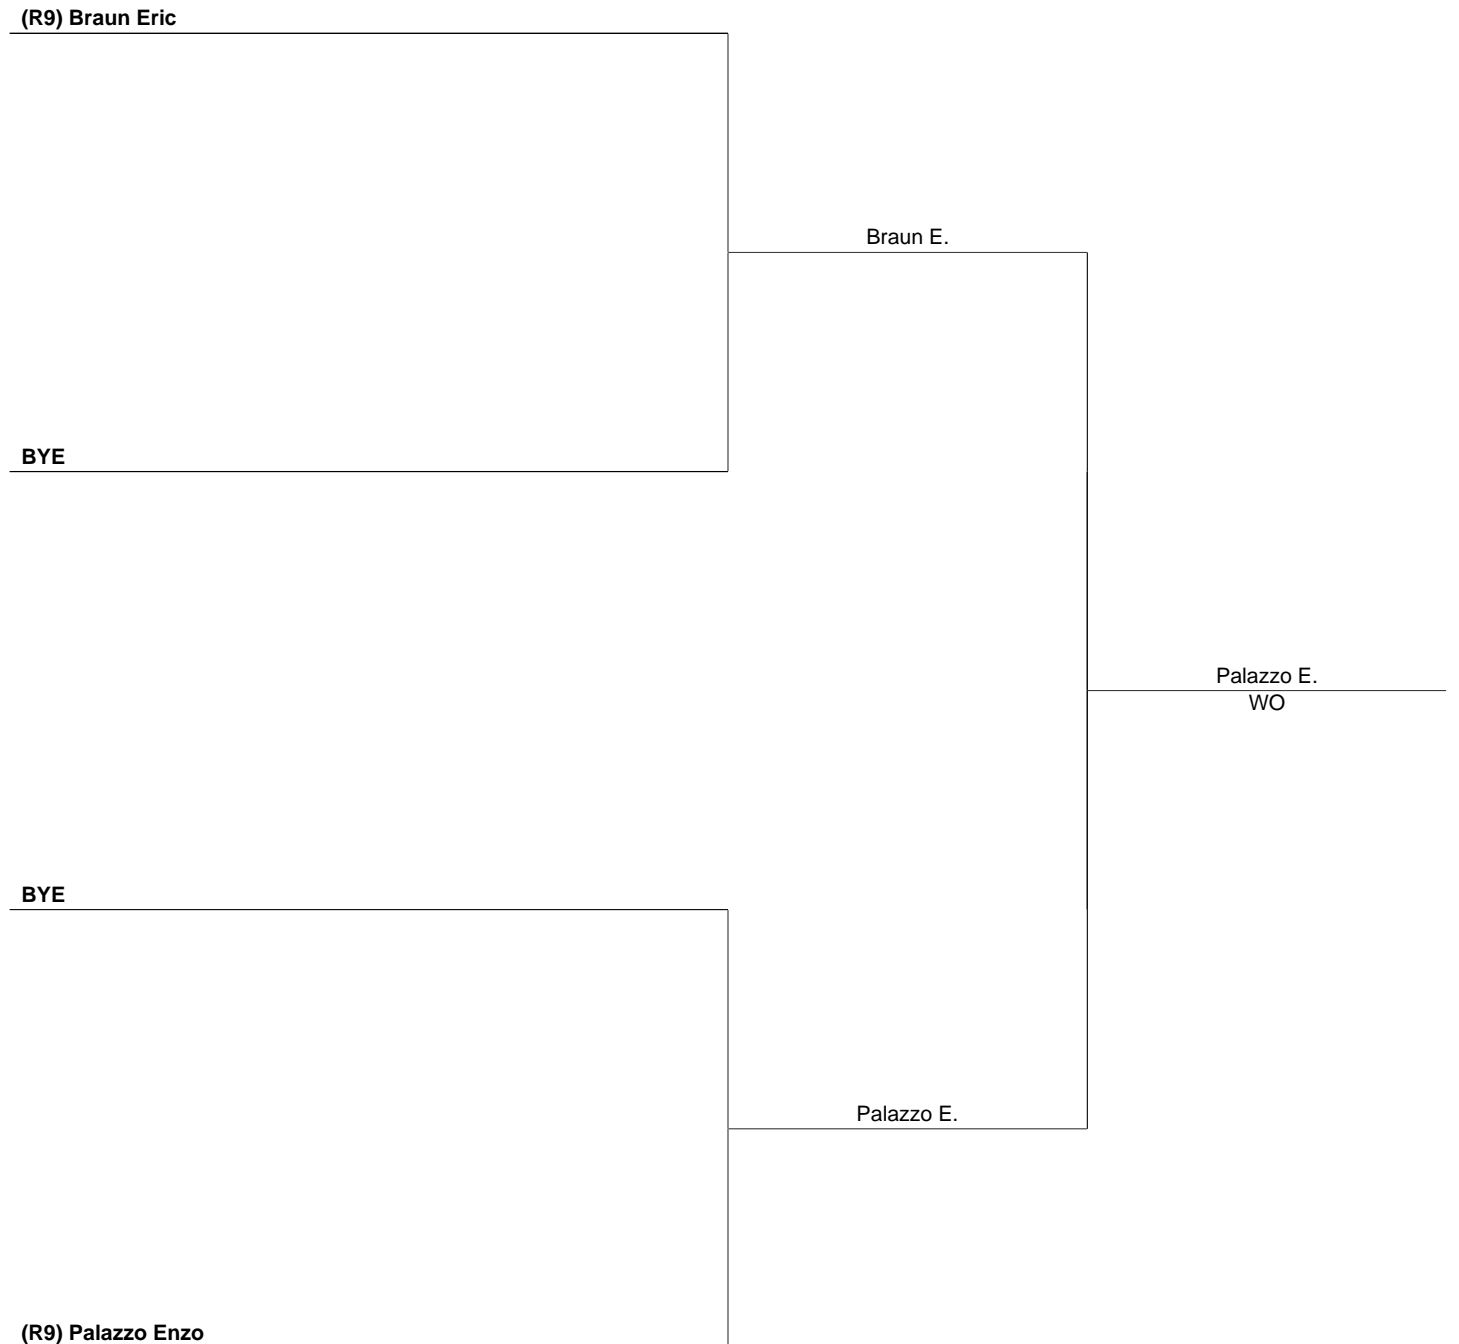 (R9) Braun Eric
Braun E.
BYE
Palazzo E.
WO
BYE
Palazzo E.
(R9) Palazzo Enzo